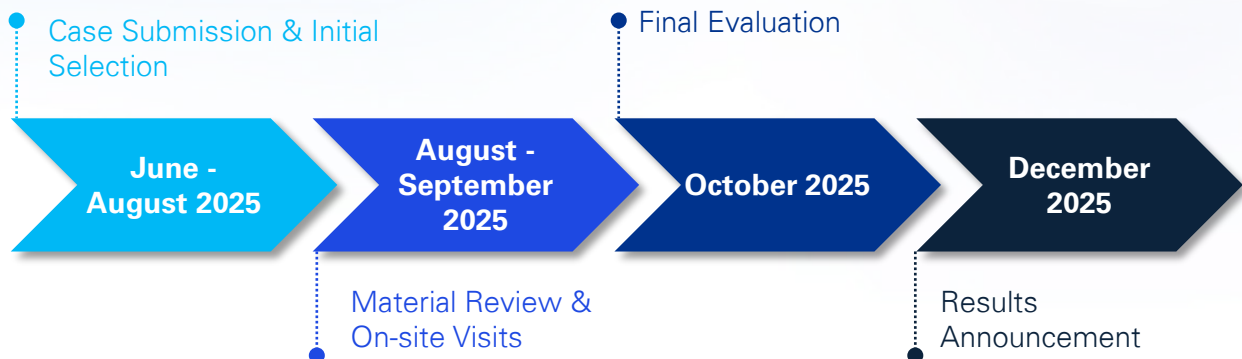 Case Submission & Initial
Selection
Final Evaluation
June -
August 2025
August -
September
2025
October 2025
December
2025
Material Review &
On-site Visits
Results
Announcement